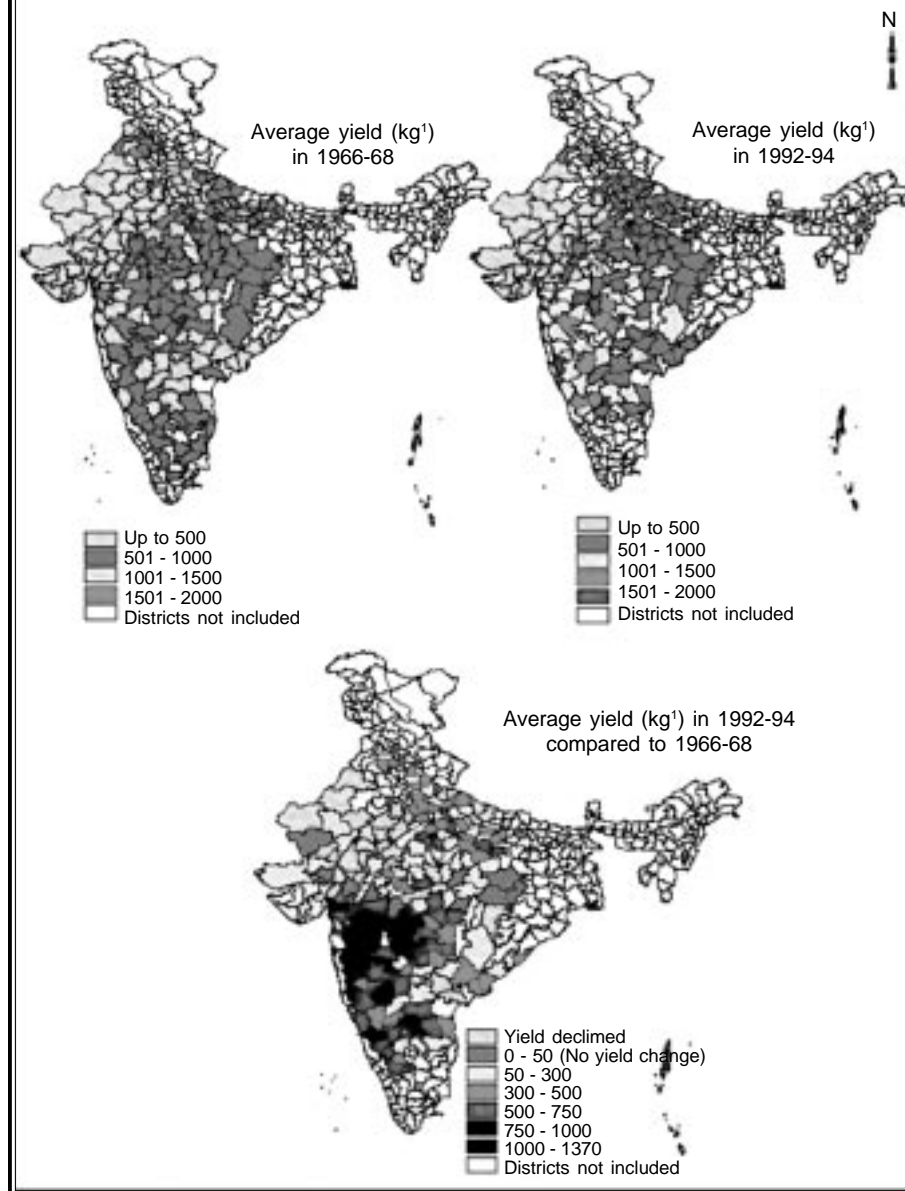 N
Average yield (kg¹)
in 1966-68
Average yield (kg¹)
in 1992-94
Up to 500
501 - 1000
1001 - 1500
1501 - 2000
Districts not included
Up to 500
501 - 1000
1001 - 1500
1501 - 2000
Districts not included
Average yield (kg¹) in 1992-94
compared to 1966-68
Yield declimed
0 - 50 (No yield change)
50 - 300
300 - 500
500 - 750
750 - 1000
1000 - 1370
Districts not included